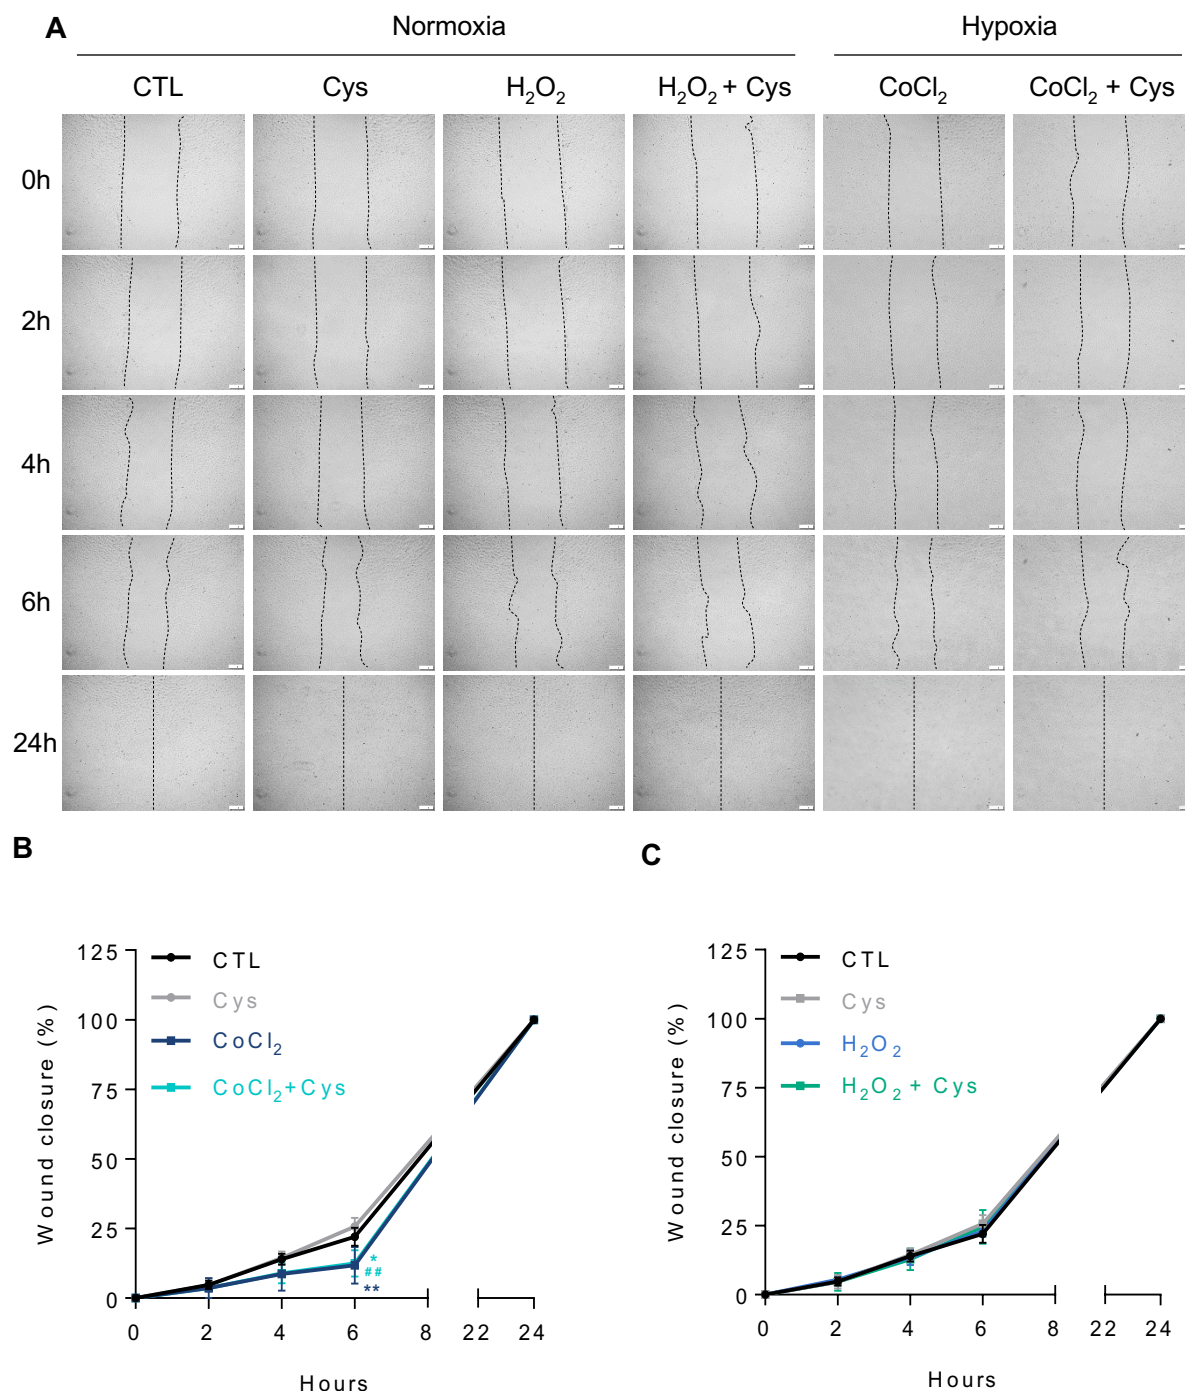 A
Normoxia
Hypoxia
CTL
Cys
H₂O₂
H₂O₂ + Cys
CoCl₂
CoCl₂ + Cys
0h
2h
4h
6h
24h
B
125
100
75
50
25
0
Wound closure (%)
CTL
Cys
CoCl₂
CoCl₂+Cys
*
##
**
0 2 4 6 8 22 24
Hours
C
125
100
75
50
25
0
Wound closure (%)
CTL
Cys
H₂O₂
H₂O₂ + Cys
0 2 4 6 8 22 24
Hours